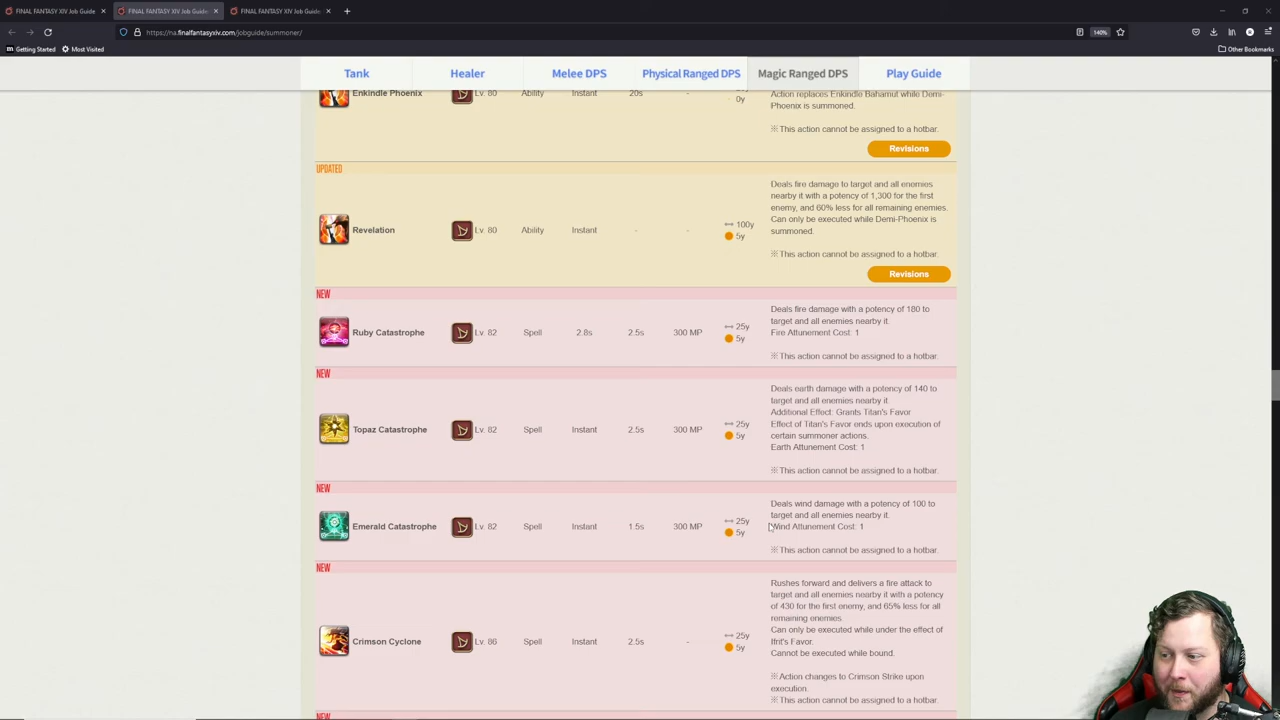 FINAL FANTASY XIV Job Guide
FINAL FANTASY XIV Job Guide
FINAL FANTASY XIV Job Guide
https://na.finalfantasyxiv.com/jobguide/summoner/
140%
Getting Started
Most Visited
Other Bookmarks
Tank
Healer
Melee DPS
Physical Ranged DPS
Magic Ranged DPS
Play Guide
Enkindle Phoenix
Lv. 80
Ability
Instant
20s
-
0y
Action replaces Enkindle Bahamut while Demi-
Phoenix is summoned.
※This action cannot be assigned to a hotbar.
Revisions
UPDATED
Revelation
Lv. 80
Ability
Instant
-
-
100y
5y
Deals fire damage to target and all enemies
nearby it with a potency of 1,300 for the first
enemy, and 60% less for all remaining enemies.
Can only be executed while Demi-Phoenix is
summoned.
※This action cannot be assigned to a hotbar.
Revisions
NEW
Ruby Catastrophe
Lv. 82
Spell
2.8s
2.5s
300 MP
25y
5y
Deals fire damage with a potency of 180 to
target and all enemies nearby it.
Fire Attunement Cost: 1
※This action cannot be assigned to a hotbar.
NEW
Topaz Catastrophe
Lv. 82
Spell
Instant
2.5s
300 MP
25y
5y
Deals earth damage with a potency of 140 to
target and all enemies nearby it.
Additional Effect: Grants Titan's Favor
Effect of Titan's Favor ends upon execution of
certain summoner actions.
Earth Attunement Cost: 1
※This action cannot be assigned to a hotbar.
NEW
Emerald Catastrophe
Lv. 82
Spell
Instant
1.5s
300 MP
25y
5y
Deals wind damage with a potency of 100 to
target and all enemies nearby it.
Wind Attunement Cost: 1
※This action cannot be assigned to a hotbar.
NEW
Crimson Cyclone
Lv. 86
Spell
Instant
2.5s
-
25y
5y
Rushes forward and delivers a fire attack to
target and all enemies nearby it with a potency
of 430 for the first enemy, and 65% less for all
remaining enemies.
Can only be executed while under the effect of
Ifrit's Favor.
Cannot be executed while bound.
※Action changes to Crimson Strike upon
execution.
※This action cannot be assigned to a hotbar.
NEW